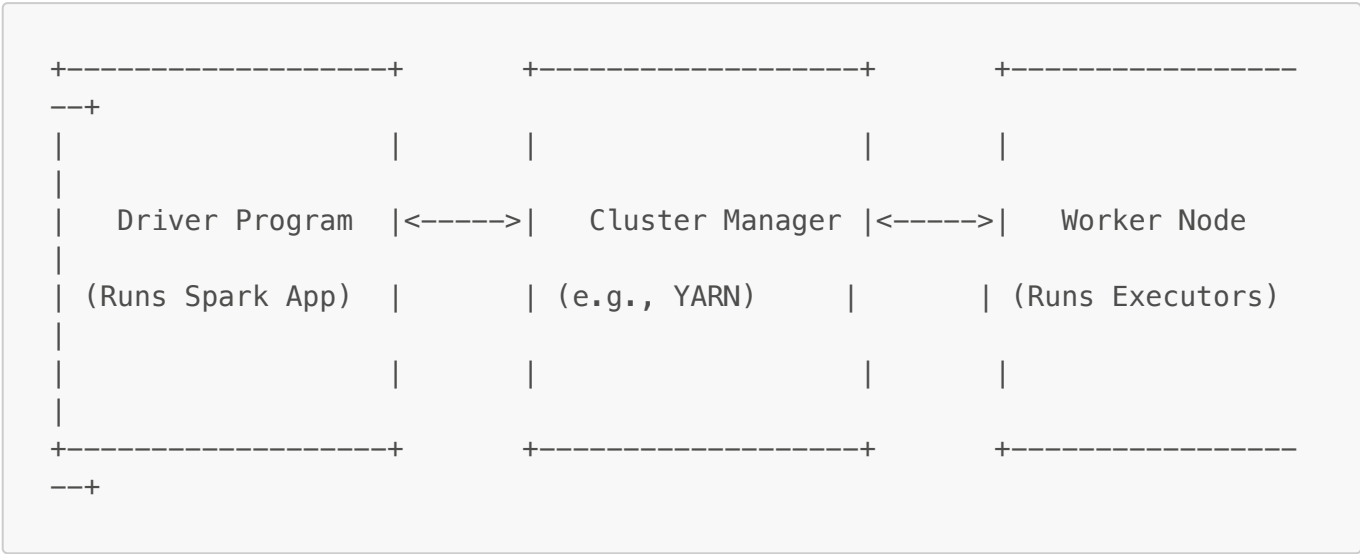 +-------------------+       +-------------------+       +-----------------
--+
|                   |       |                   |       |
|
|   Driver Program  |<----->|   Cluster Manager |<----->|   Worker Node
|
| (Runs Spark App)  |       | (e.g., YARN)     |       | (Runs Executors)
|
|                   |       |                   |       |
|
+-------------------+       +-------------------+       +-----------------
--+